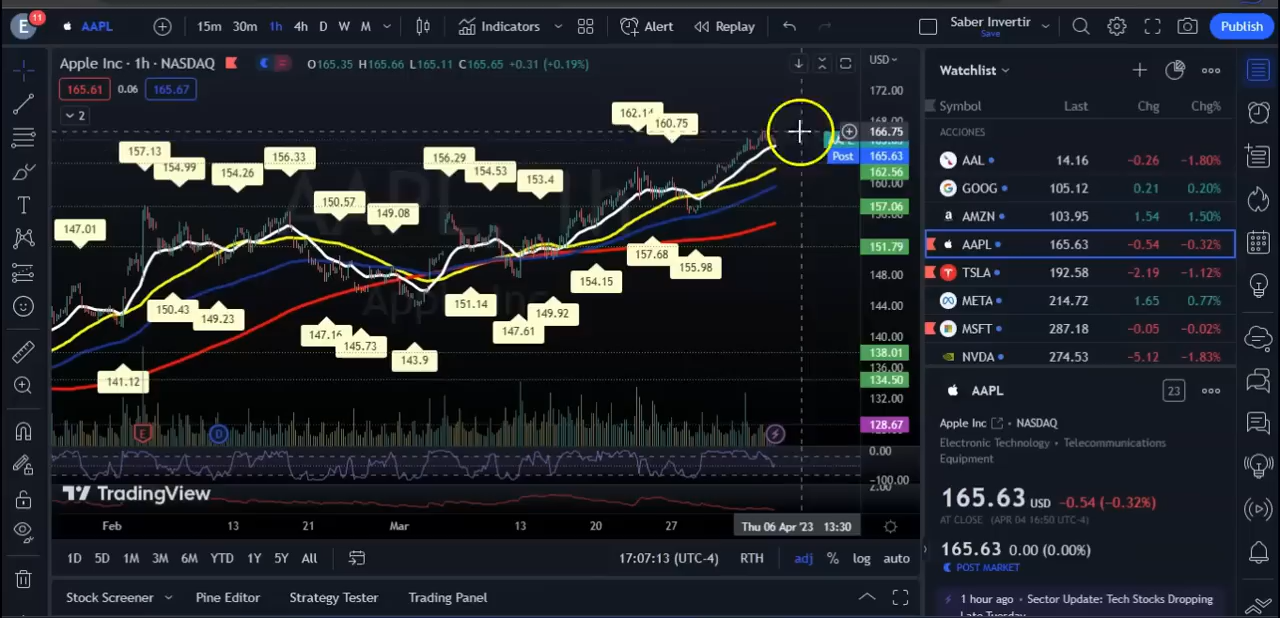 E 11 AAPL 15m 30m 1h 4h D W M Indicators Alert Replay Saber Invertir Save Publish
Apple Inc · 1h · NASDAQ O165.35 H165.66 L165.11 C165.65 +0.31 (+0.19%) USD
165.61 0.06 165.67
2
172.00
166.75
Post 165.63
162.56
160.00
157.06
151.79
148.00
144.00
140.00
138.01
136.00
134.50
132.00
128.67
0.00
-100.00
162.14 160.75
157.13 154.99 154.26 156.33 156.29 154.53 153.4
150.57 149.08
147.01
157.68 155.98
154.15
150.43 149.23 151.14 149.92
147.16 145.73 147.61
143.9
141.12
AAPL, 1h
Apple Inc
E D
TradingView
Feb 13 21 Mar 13 20 27 Thu 06 Apr '23 13:30
1D 5D 1M 3M 6M YTD 1Y 5Y All 17:07:13 (UTC-4) RTH adj % log auto
Stock Screener Pine Editor Strategy Tester Trading Panel
Watchlist
Symbol Last Chg Chg%
ACCIONES
AAL 14.16 −0.26 −1.80%
GOOG 105.12 0.21 0.20%
AMZN 103.95 1.54 1.50%
AAPL 165.63 −0.54 −0.32%
TSLA 192.58 −2.19 −1.12%
META 214.72 1.65 0.77%
MSFT 287.18 −0.05 −0.02%
NVDA 274.53 −5.12 −1.83%
AAPL 23
Apple Inc · NASDAQ
Electronic Technology · Telecommunications
Equipment
165.63 USD −0.54 (−0.32%)
AT CLOSE (APR 04 16:50 UTC-4)
165.63 0.00 (0.00%)
POST MARKET
1 hour ago · Sector Update: Tech Stocks Dropping
Late Tuesday